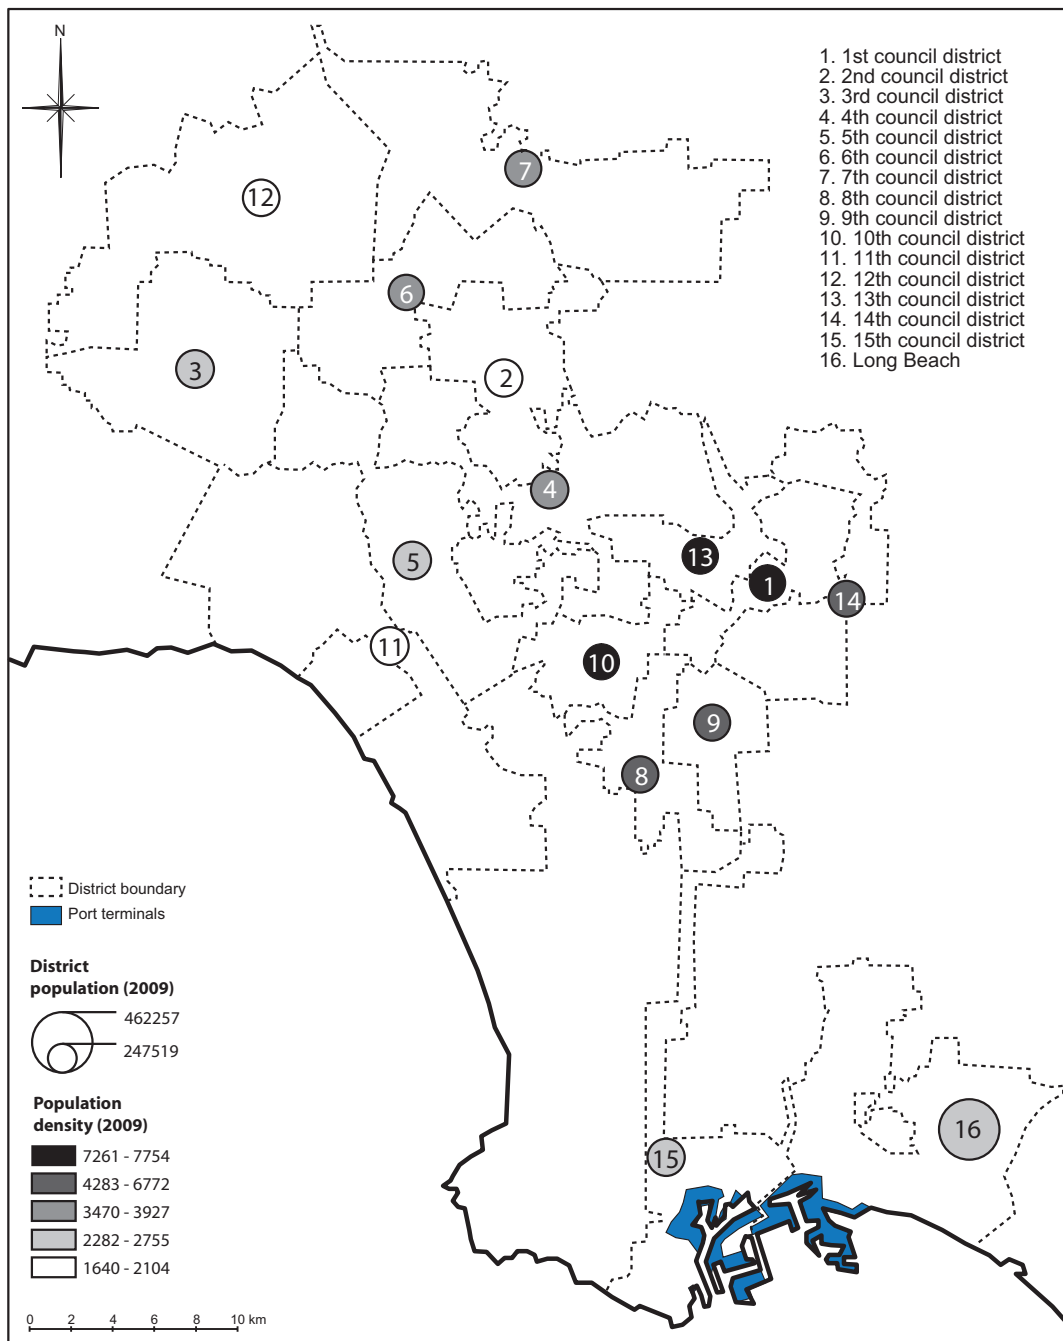 N
1. 1st council district
2. 2nd council district
3. 3rd council district
4. 4th council district
5. 5th council district
6. 6th council district
7. 7th council district
8. 8th council district
9. 9th council district
10. 10th council district
11. 11th council district
12. 12th council district
13. 13th council district
14. 14th council district
15. 15th council district
16. Long Beach
7
12
6
3
2
4
13
5
1
14
11
10
9
8
16
15
District boundary
Port terminals
District
population (2009)
462257
247519
Population
density (2009)
7261 - 7754
4283 - 6772
3470 - 3927
2282 - 2755
1640 - 2104
0 2 4 6 8 10 km